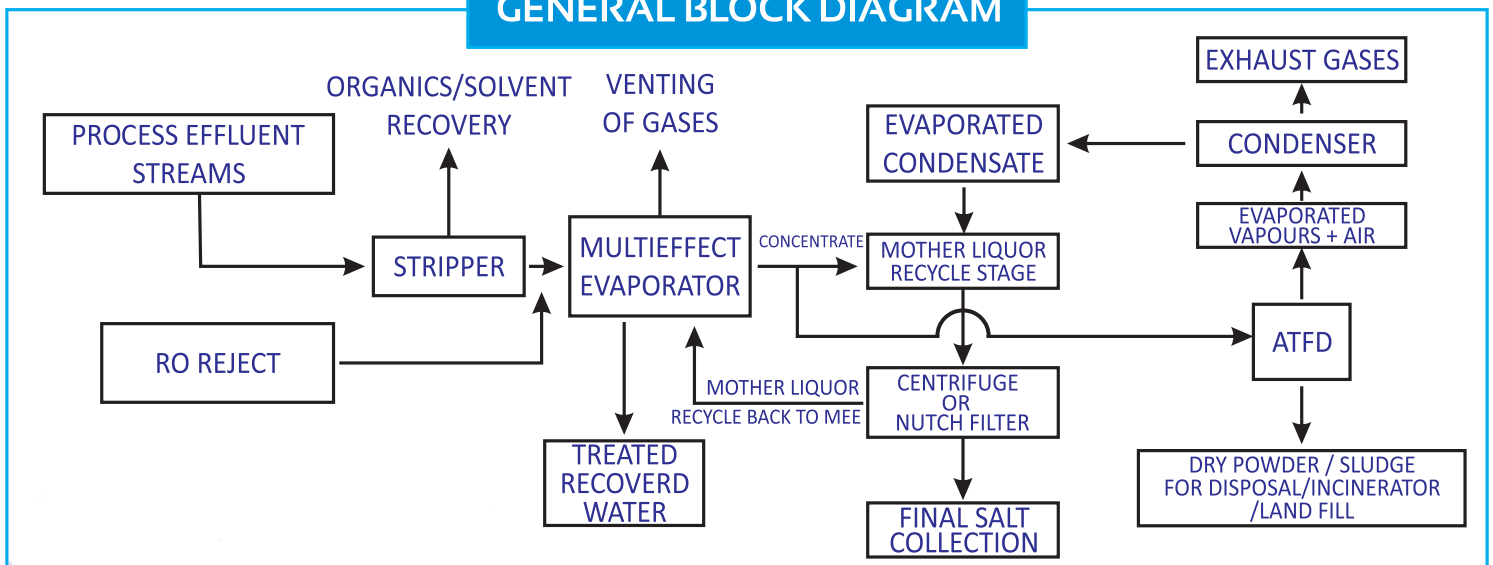 GENERAL BLOCK DIAGRAM
ORGANICS/SOLVENT
RECOVERY
VENTING
OF GASES
EXHAUST GASES
PROCESS EFFLUENT
STREAMS
EVAPORATED
CONDENSATE
CONDENSER
EVAPORATED
VAPOURS + AIR
STRIPPER
MULTIEFFECT
EVAPORATOR
CONCENTRATE
MOTHER LIQUOR
RECYCLE STAGE
RO REJECT
ATFD
MOTHER LIQUOR
RECYCLE BACK TO MEE
CENTRIFUGE
OR
NUTCH FILTER
TREATED
RECOVERD
WATER
DRY POWDER / SLUDGE
FOR DISPOSAL/INCINERATOR
/LAND FILL
FINAL SALT
COLLECTION